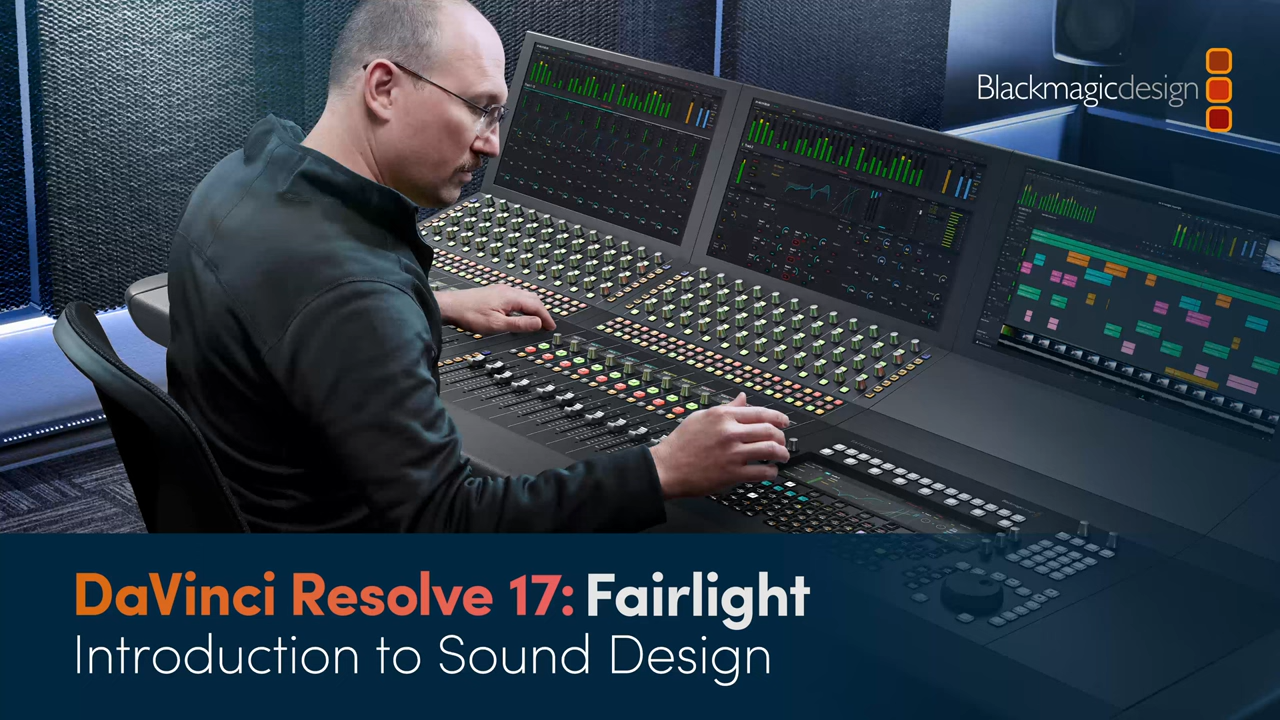 Blackmagicdesign
DaVinci Resolve 17: Fairlight
Introduction to Sound Design